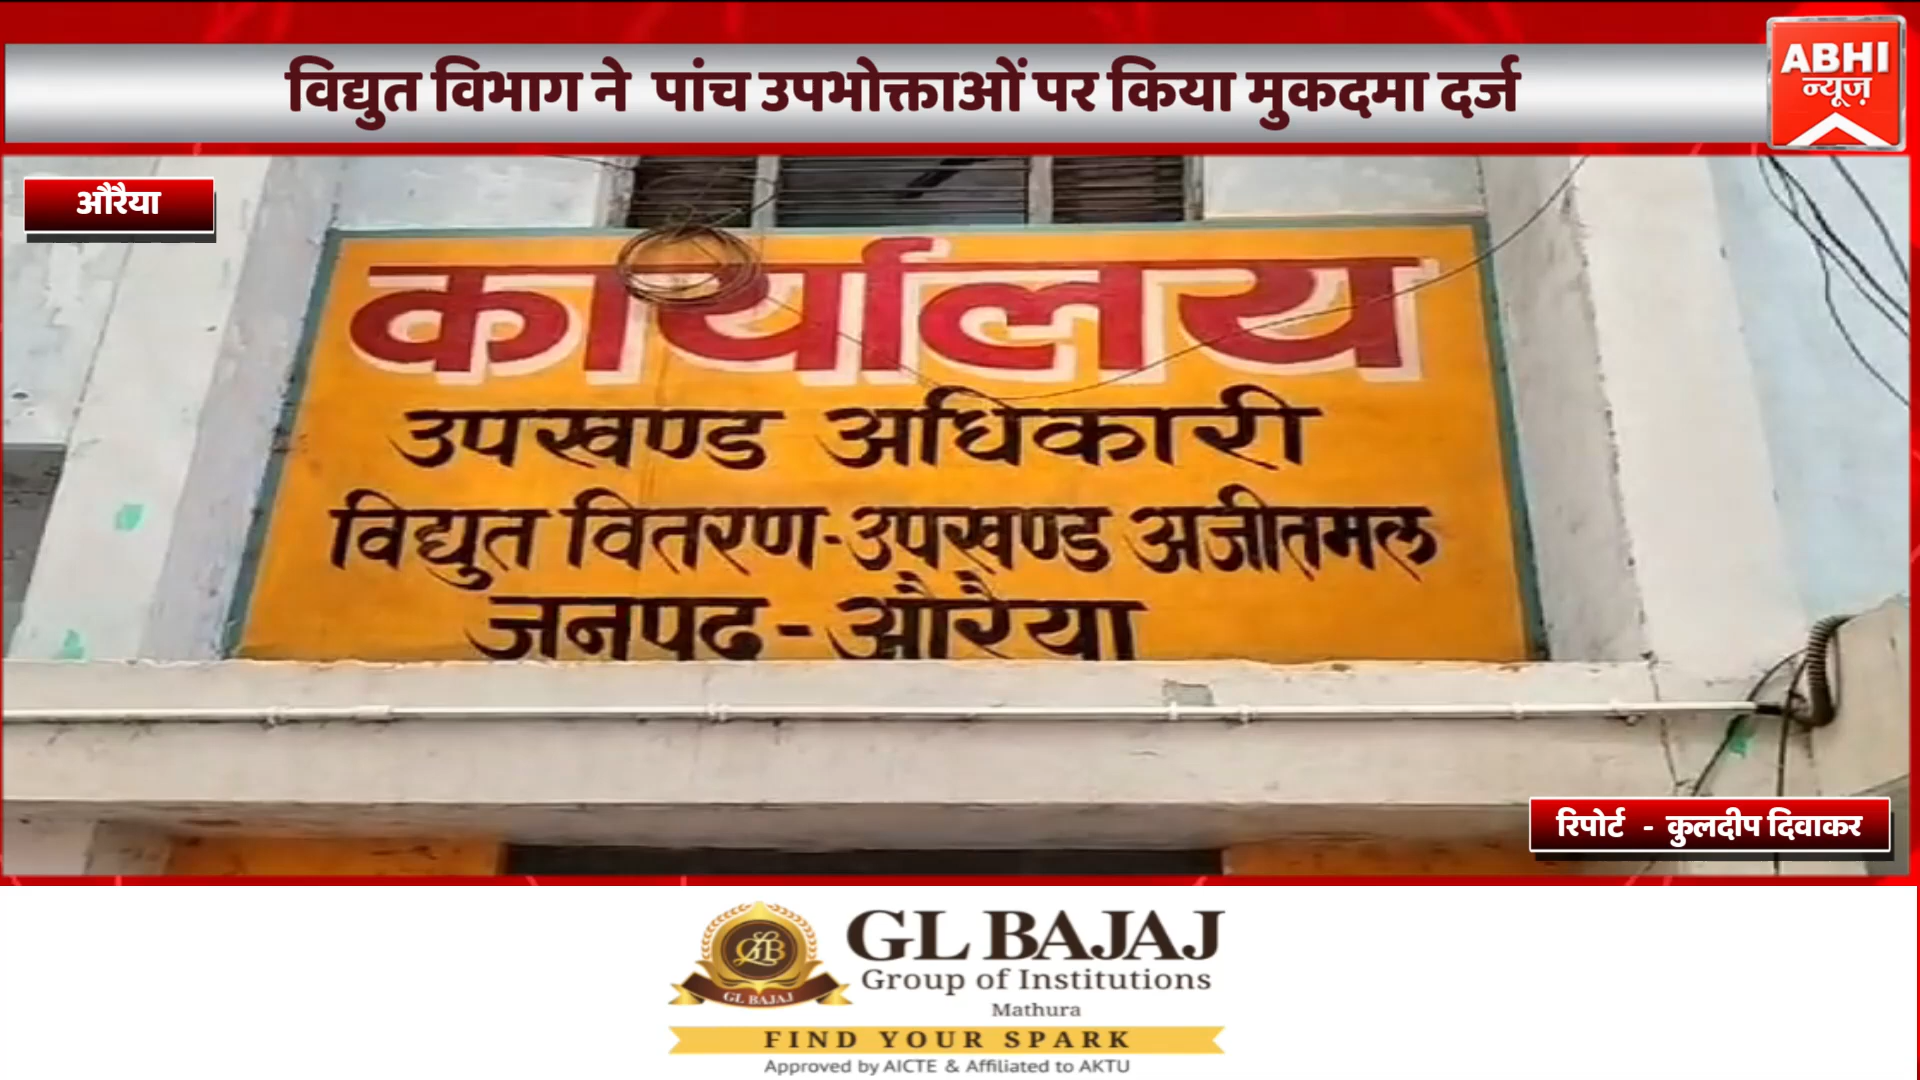 विद्युत विभाग ने पांच उपभोक्ताओं पर किया मुकदमा दर्ज
ABHI
न्यूज़
औरैया
कार्यालय
उपखण्ड अधिकारी
विद्युत वितरण-उपखण्ड अजीतमल
जनपद - औरैया
रिपोर्ट - कुलदीप दिवाकर
GLB
GL BAJAJ
GL BAJAJ
Group of Institutions
Mathura
FIND YOUR SPARK
Approved by AICTE & Affiliated to AKTU